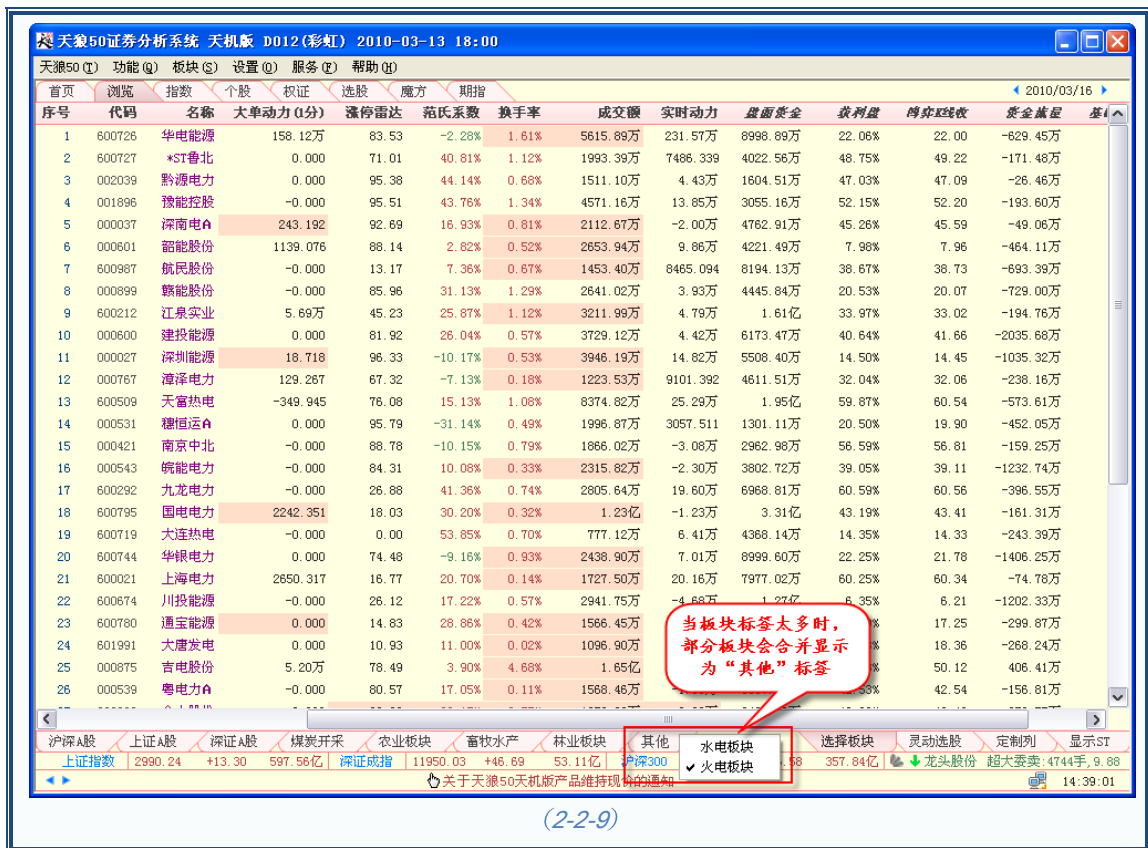 天狼50证券分析系统 天机版 D012(彩虹) 2010-03-13 18:00
天狼50(T) 功能(Q) 板块(S) 设置(O) 服务(F) 帮助(H)
首页 浏览 指数 个股 权证 选股 魔方 期指 2010/03/16
序号 代码 名称 大单动力(1分) 涨停雷达 范氏系数 换手率 成交额 实时动力 盘面资金 获利盘 博弈K线收 资金流星
1 600726 华电能源 158.12万 83.53 -2.28% 1.61% 5615.89万 231.57万 8998.89万 22.06% 22.00 -629.45万
2 600727 *ST鲁北 0.000 71.01 40.81% 1.12% 1993.39万 7486.339 4022.56万 48.75% 49.22 -171.48万
3 002039 黔源电力 0.000 95.38 44.14% 0.68% 1511.10万 4.43万 1604.51万 47.03% 47.09 -26.46万
4 001896 豫能控股 -0.000 95.51 43.76% 1.34% 4571.16万 13.85万 3055.16万 52.15% 52.20 -193.60万
5 000037 深南电A 243.192 92.69 16.93% 0.81% 2112.67万 -2.00万 4762.91万 45.26% 45.59 -49.06万
6 000601 韶能股份 1139.076 88.14 2.82% 0.52% 2653.94万 9.86万 4221.49万 7.98% 7.96 -464.11万
7 600987 航民股份 -0.000 13.17 7.36% 0.67% 1453.40万 8465.094 8194.13万 38.67% 38.73 -693.39万
8 000899 赣能股份 -0.000 85.96 31.13% 1.29% 2641.02万 3.93万 4445.84万 20.53% 20.07 -729.00万
9 600212 江泉实业 5.69万 45.23 25.87% 1.12% 3211.99万 4.79万 1.61亿 33.97% 33.02 -194.76万
10 000600 建投能源 0.000 81.92 26.04% 0.57% 3729.12万 4.42万 6173.47万 40.64% 41.66 -2035.68万
11 000027 深圳能源 18.718 96.33 -10.17% 0.53% 3946.19万 14.82万 5508.40万 14.50% 14.45 -1035.32万
12 000767 漳泽电力 129.267 67.32 -7.13% 0.18% 1223.53万 9101.392 4611.51万 32.04% 32.06 -238.16万
13 600509 天富热电 -349.945 76.08 15.13% 1.08% 8374.82万 25.29万 1.95亿 59.87% 60.54 -573.61万
14 000531 穗恒运A 0.000 95.79 -31.14% 0.49% 1996.87万 3057.511 1301.11万 20.50% 19.90 -452.05万
15 000421 南京中北 -0.000 88.78 -10.15% 0.79% 1866.02万 -3.08万 2962.98万 56.59% 56.81 -159.25万
16 000543 皖能电力 -0.000 84.31 10.08% 0.33% 2315.82万 -2.30万 3802.72万 39.05% 39.11 -1232.74万
17 600292 九龙电力 -0.000 26.88 41.36% 0.74% 2805.64万 19.60万 6968.81万 60.59% 60.56 -396.55万
18 600795 国电电力 2242.351 18.03 30.20% 0.32% 1.23亿 -1.23万 3.31亿 43.19% 43.41 -161.31万
19 600719 大连热电 -0.000 0.00 53.85% 0.70% 777.12万 6.41万 4368.14万 14.35% 14.33 -243.39万
20 600744 华银电力 0.000 74.48 -9.16% 0.93% 2438.90万 7.01万 8999.60万 22.25% 21.78 -1406.25万
21 600021 上海电力 2650.317 16.77 20.70% 0.14% 1727.50万 20.16万 7977.02万 60.25% 60.34 -74.78万
22 600674 川投能源 -0.000 26.12 17.22% 0.57% 2941.75万 -4.68万 1.27亿 6.35% 6.21 -1202.33万
23 600780 通宝能源 0.000 14.83 28.86% 0.42% 1566.45万 17.25 -299.87万
24 601991 大唐发电 0.000 10.93 11.00% 0.02% 1096.90万 18.36 -268.24万
25 000875 吉电股份 5.20万 78.49 3.90% 4.68% 1.65亿 50.12 406.41万
26 000539 粤电力A -0.000 80.57 17.05% 0.11% 1568.46万 42.54 -156.81万
当板块标签太多时，
部分板块会合并显示
为“其他”标签
沪深A股 上证A股 深证A股 煤炭开采 农业板块 畜牧水产 林业板块 其他 选择板块 灵动选股 定制列 显示ST
水电板块
✓ 火电板块
上证指数 2990.24 +13.30 597.56亿 深证成指 11950.03 +46.69 53.11亿 沪深300 357.84亿 龙头股份 超大委卖:4744手,9.88
关于天狼50天机版产品维持现价的通知 14:39:01
(2-2-9)